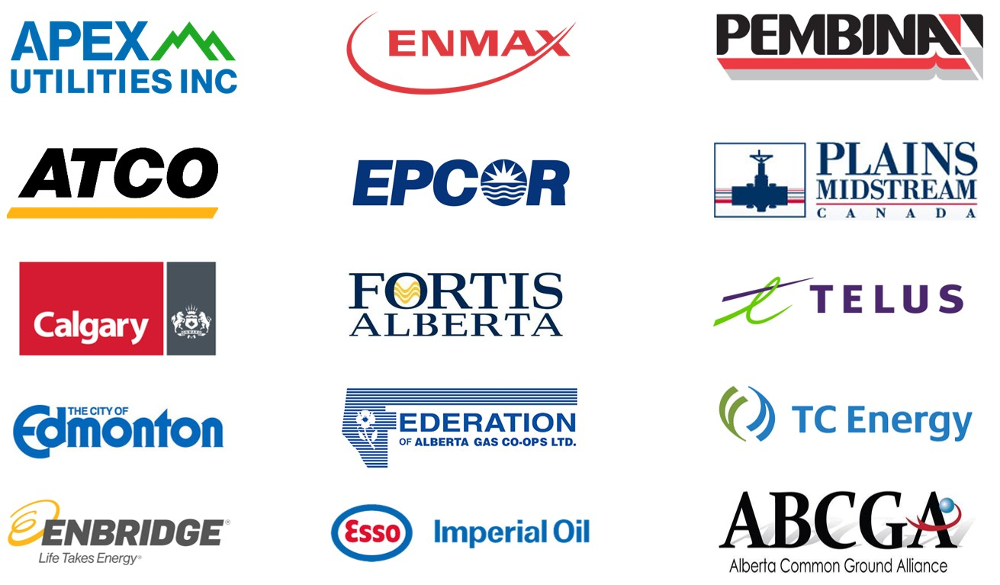 APEX
UTILITIES INC
ENMAX
PEMBINA
ATCO
EPCOR
PLAINS
MIDSTREAM
CANADA
Calgary
ONWARD
FORTIS
ALBERTA
TELUS
THE CITY OF
Edmonton
FEDERATION
OF ALBERTA GAS CO-OPS LTD.
TC Energy
ENBRIDGE®
Life Takes Energy®
Esso
Imperial Oil
ABCGA
Alberta Common Ground Alliance